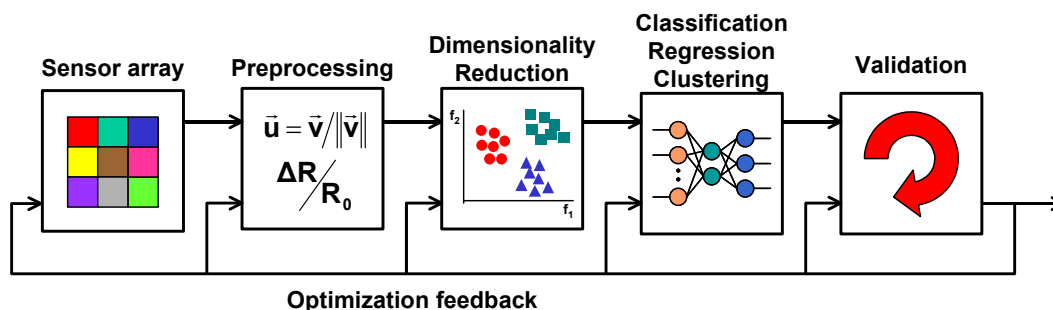 Sensor array
Preprocessing
Dimensionality
Reduction
Classification
Regression
Clustering
Validation
u⃗ = v⃗/‖v⃗‖
ΔR/R₀
f₂
f₁
Optimization feedback